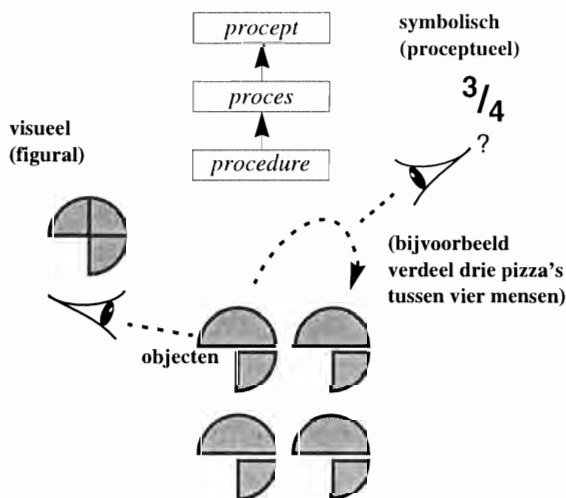 procept
proces
procedure
symbolisch
(proceptueel)
3/4
?
visueel
(figural)
(bijvoorbeeld
verdeel drie pizza's
tussen vier mensen)
objecten